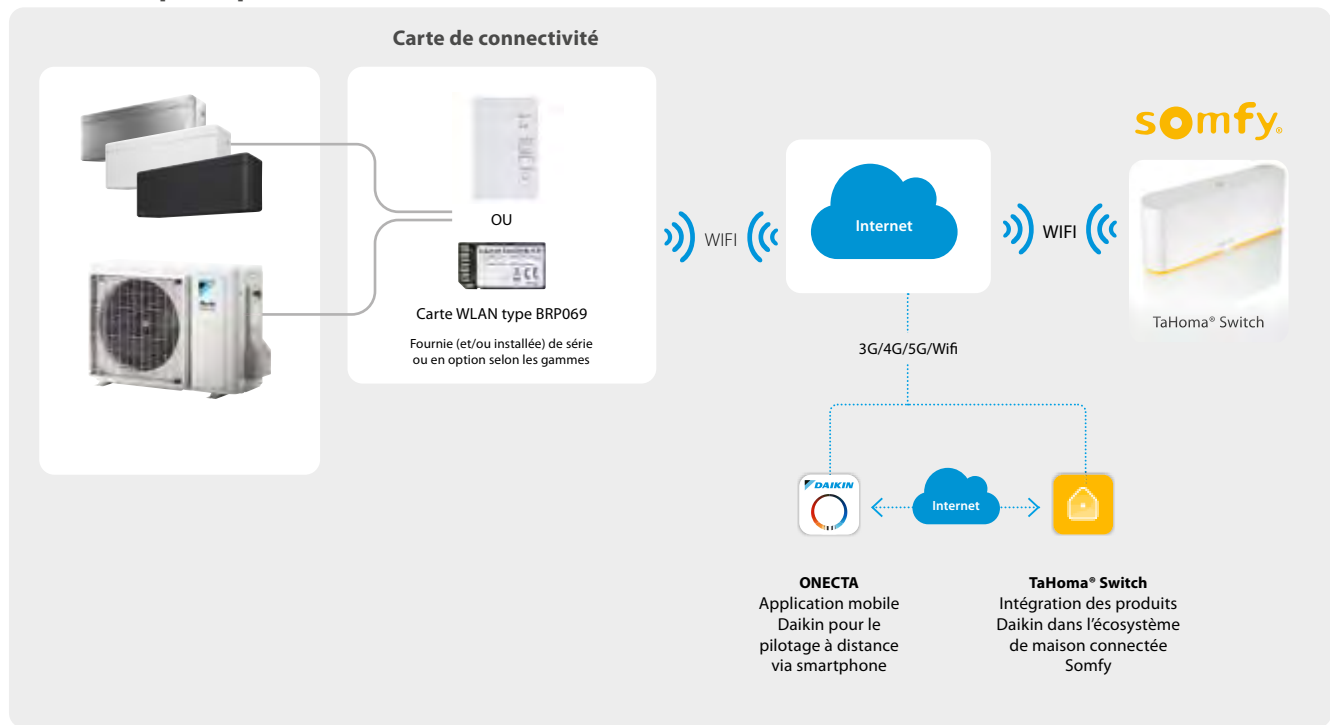 Carte de connectivité
OU
Carte WLAN type BRP069
Fournie (et/ou installée) de série
ou en option selon les gammes
WIFI
Internet
WIFI
somfy®
TaHoma® Switch
3G/4G/5G/Wifi
DAIKIN
Internet
ONECTA
Application mobile
Daikin pour le
pilotage à distance
via smartphone
TaHoma® Switch
Intégration des produits
Daikin dans l'écosystème
de maison connectée
Somfy